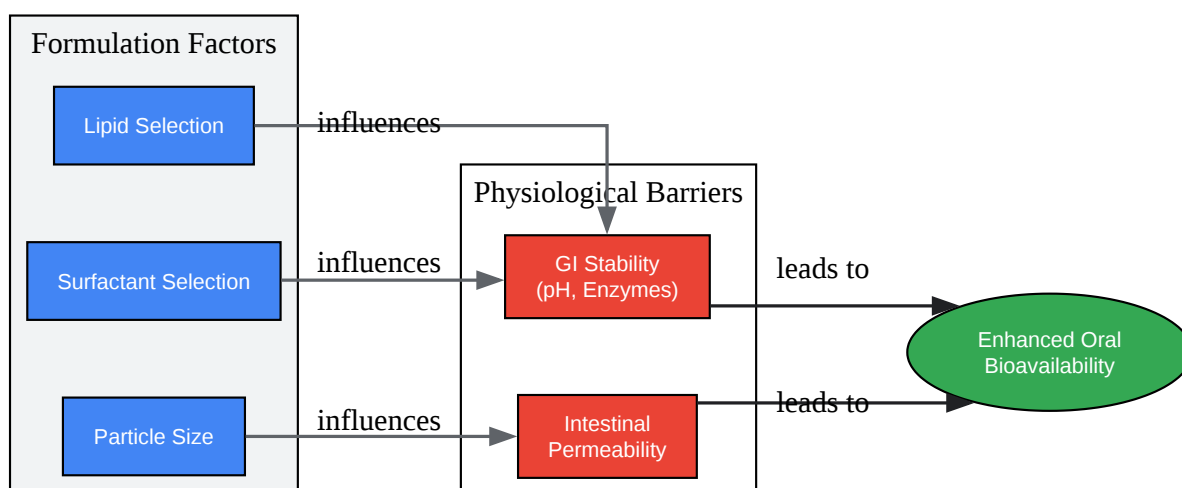 Formulation Factors
Lipid Selection
influences
Physiological Barriers
Surfactant Selection
influences
GI Stability
(pH, Enzymes)
leads to
Enhanced Oral
Bioavailability
Particle Size
influences
Intestinal
Permeability
leads to